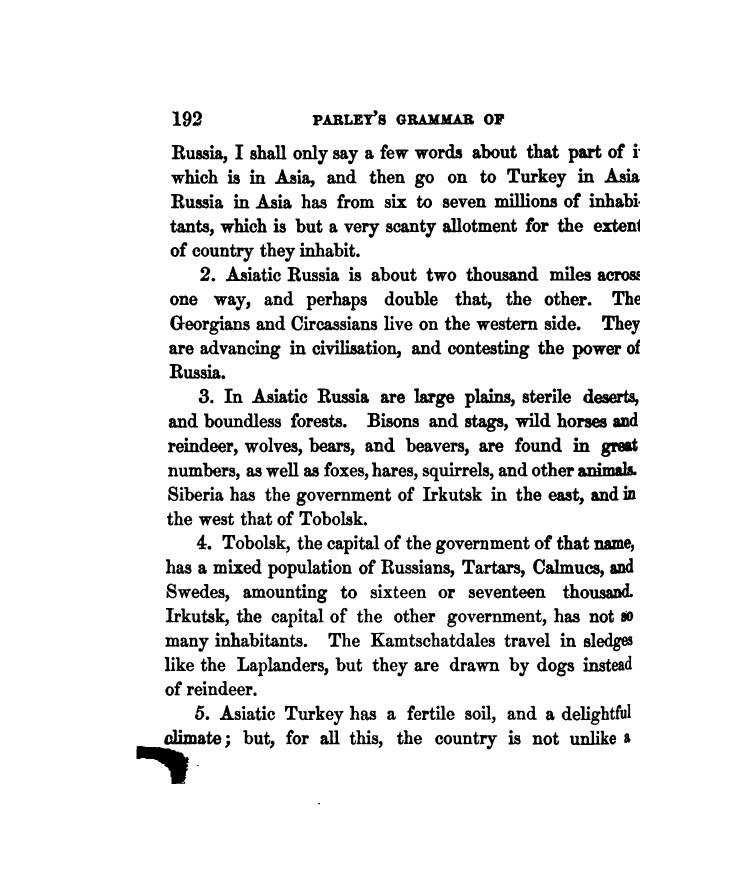 192 PARLEY'S GRAMMAR OF
Russia, I shall only say a few words about that part of i
which is in Asia, and then go on to Turkey in Asia
Russia in Asia has from six to seven millions of inhabi-
tants, which is but a very scanty allotment for the extent
of country they inhabit.
2. Asiatic Russia is about two thousand miles across
one way, and perhaps double that, the other. The
Georgians and Circassians live on the western side. They
are advancing in civilisation, and contesting the power of
Russia.
3. In Asiatic Russia are large plains, sterile deserts,
and boundless forests. Bisons and stags, wild horses and
reindeer, wolves, bears, and beavers, are found in great
numbers, as well as foxes, hares, squirrels, and other animals.
Siberia has the government of Irkutsk in the east, and in
the west that of Tobolsk.
4. Tobolsk, the capital of the government of that name,
has a mixed population of Russians, Tartars, Calmucs, and
Swedes, amounting to sixteen or seventeen thousand.
Irkutsk, the capital of the other government, has not so
many inhabitants. The Kamtschatdales travel in sledges
like the Laplanders, but they are drawn by dogs instead
of reindeer.
5. Asiatic Turkey has a fertile soil, and a delightful
climate; but, for all this, the country is not unlike a